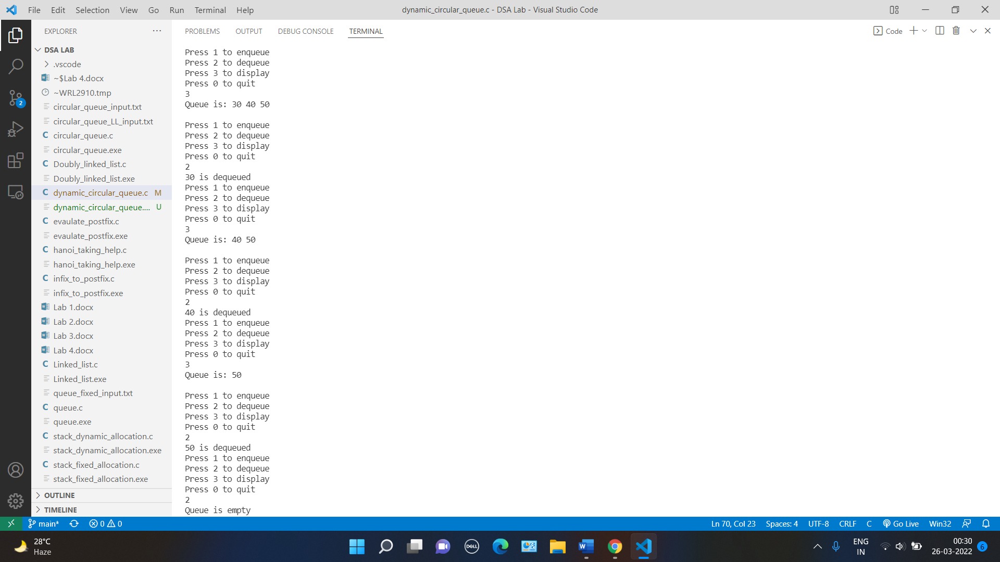 File Edit Selection View Go Run Terminal Help
dynamic_circular_queue.c - DSA Lab - Visual Studio Code
EXPLORER
DSA LAB
.vscode
~$Lab 4.docx
~WRL2910.tmp
circular_queue_input.txt
circular_queue_LL_input.txt
circular_queue.c
circular_queue.exe
Doubly_linked_list.c
Doubly_linked_list.exe
dynamic_circular_queue.c M
dynamic_circular_queue.... U
evaulate_postfix.c
evaulate_postfix.exe
hanoi_taking_help.c
hanoi_taking_help.exe
infix_to_postfix.c
infix_to_postfix.exe
Lab 1.docx
Lab 2.docx
Lab 3.docx
Lab 4.docx
Linked_list.c
Linked_list.exe
queue_fixed_input.txt
queue.c
queue.exe
stack_dynamic_allocation.c
stack_dynamic_allocation.exe
stack_fixed_allocation.c
stack_fixed_allocation.exe
OUTLINE
TIMELINE
2
PROBLEMS OUTPUT DEBUG CONSOLE TERMINAL
Code
Press 1 to enqueue
Press 2 to dequeue
Press 3 to display
Press 0 to quit
3
Queue is: 30 40 50
Press 1 to enqueue
Press 2 to dequeue
Press 3 to display
Press 0 to quit
2
30 is dequeued
Press 1 to enqueue
Press 2 to dequeue
Press 3 to display
Press 0 to quit
3
Queue is: 40 50
Press 1 to enqueue
Press 2 to dequeue
Press 3 to display
Press 0 to quit
2
40 is dequeued
Press 1 to enqueue
Press 2 to dequeue
Press 3 to display
Press 0 to quit
3
Queue is: 50
Press 1 to enqueue
Press 2 to dequeue
Press 3 to display
Press 0 to quit
2
50 is dequeued
Press 1 to enqueue
Press 2 to dequeue
Press 3 to display
Press 0 to quit
2
Queue is empty
main* 0 0 Ln 70, Col 23 Spaces: 4 UTF-8 CRLF C Go Live Win32
28°C
Haze
DELL
ENG
IN
00:30
26-03-2022
6